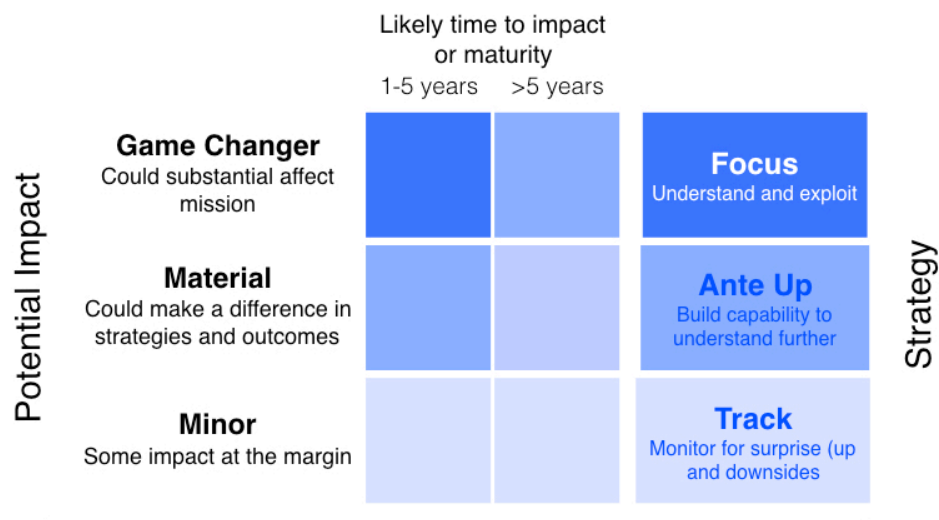 Likely time to impact
or maturity
1-5 years
>5 years
Potential Impact
Game Changer
Could substantial affect
mission
Focus
Understand and exploit
Material
Could make a difference in
strategies and outcomes
Ante Up
Build capability to
understand further
Minor
Some impact at the margin
Track
Monitor for surprise (up
and downsides
Strategy